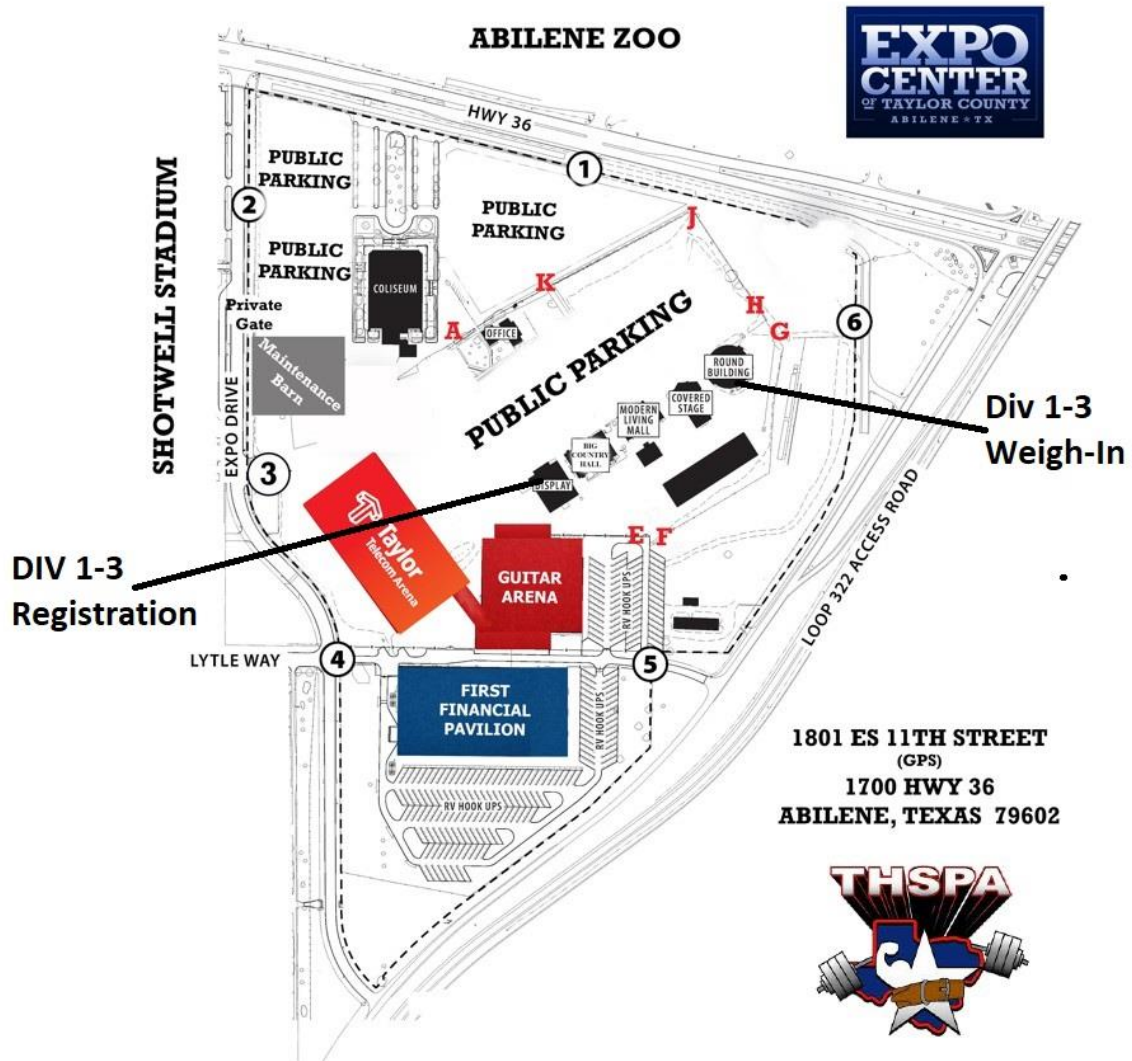 ABILENE ZOO
EXPO
CENTER
OF TAYLOR COUNTY
ABILENE ★ TX
HWY 36
1
PUBLIC
PARKING
2
PUBLIC
PARKING
J
SHOTWELL STADIUM
PUBLIC
PARKING
COLISEUM
K
Private
Gate
A
OFFICE
H
G
6
PUBLIC PARKING
Maintenance
Barn
ROUND
BUILDING
EXPO DRIVE
COVERED
STAGE
MODERN
LIVING
MALL
Div 1-3
Weigh-In
BIG
COUNTRY
HALL
3
DISPLAY
Taylor
Telecom Arena
E
F
DIV 1-3
Registration
GUITAR
ARENA
RV HOOK UPS
LOOP 322 ACCESS ROAD
LYTLE WAY
4
5
FIRST
FINANCIAL
PAVILION
RV HOOK UPS
RV HOOK UPS
1801 ES 11TH STREET
(GPS)
1700 HWY 36
ABILENE, TEXAS 79602
THSPA